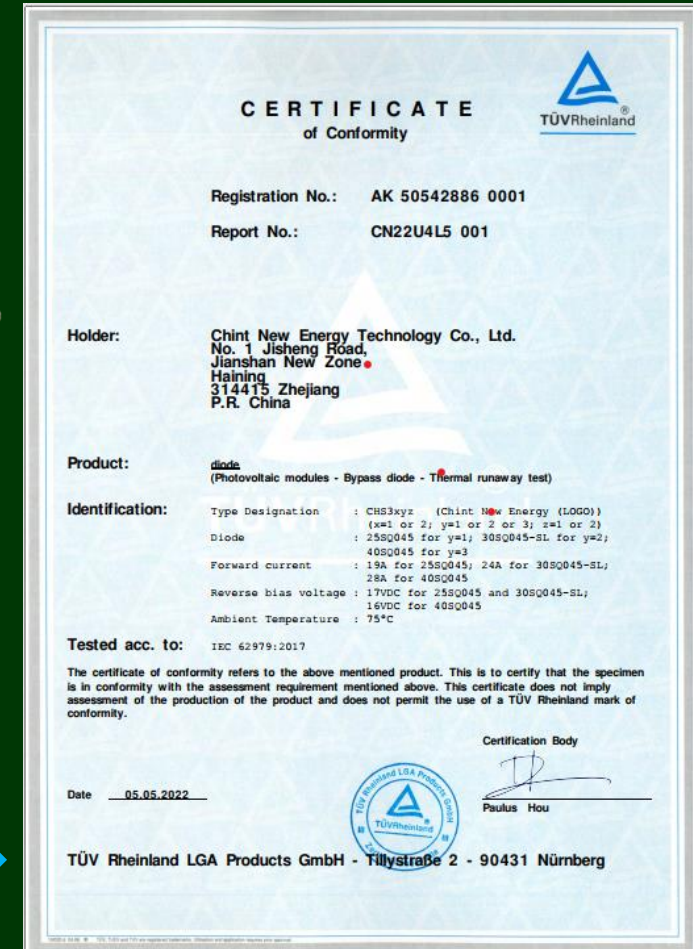 CERTIFICATE
of Conformity
TÜVRheinland®
Registration No.: AK 50542886 0001
Report No.: CN22U4L5 001
Holder: Chint New Energy Technology Co., Ltd.
No. 1 Jisheng Road,
Jianshan New Zone
Haining
314415 Zhejiang
P.R. China
Product: diode
(Photovoltaic modules - Bypass diode - Thermal runaway test)
Identification: Type Designation : CHS3xyz (Chint New Energy (LOGO))
(x=1 or 2; y=1 or 2 or 3; z=1 or 2)
Diode : 25SQ045 for y=1; 30SQ045-SL for y=2;
40SQ045 for y=3
Forward current : 19A for 25SQ045; 24A for 30SQ045-SL;
28A for 40SQ045
Reverse bias voltage : 17VDC for 25SQ045 and 30SQ045-SL;
16VDC for 40SQ045
Ambient Temperature : 75°C
Tested acc. to: IEC 62979:2017
The certificate of conformity refers to the above mentioned product. This is to certify that the specimen
is in conformity with the assessment requirement mentioned above. This certificate does not imply
assessment of the production of the product and does not permit the use of a TÜV Rheinland mark of
conformity.
Certification Body
Date 05.05.2022
Paulus Hou
TÜV Rheinland LGA Products GmbH
TÜVRheinland
TÜV Rheinland LGA Products GmbH - Tillystraße 2 - 90431 Nürnberg